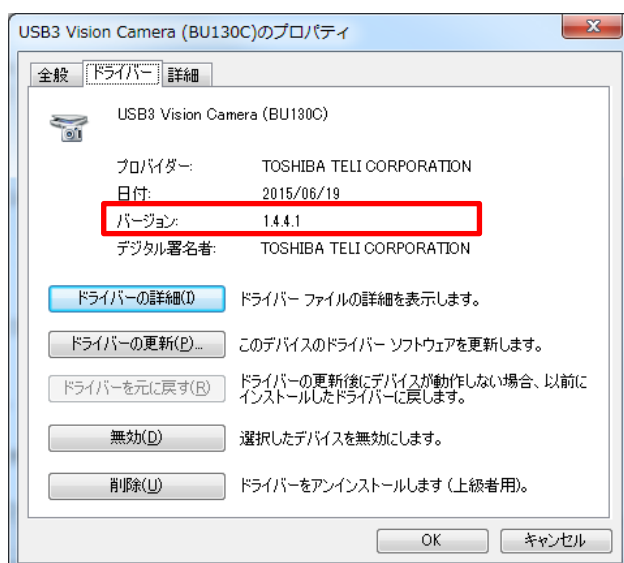 USB3 Vision Camera (BU130C)のプロパティ
全般 ドライバー 詳細
USB3 Vision Camera (BU130C)
プロバイダー: TOSHIBA TELI CORPORATION
日付: 2015/06/19
バージョン: 1.4.4.1
デジタル署名者: TOSHIBA TELI CORPORATION
ドライバーの詳細(I) ドライバー ファイルの詳細を表示します。
ドライバーの更新(P)... このデバイスのドライバー ソフトウェアを更新します。
ドライバーを元に戻す(R) ドライバーの更新後にデバイスが動作しない場合、以前に
インストールしたドライバーに戻します。
無効(D) 選択したデバイスを無効にします。
削除(U) ドライバーをアンインストールします (上級者用)。
OK キャンセル